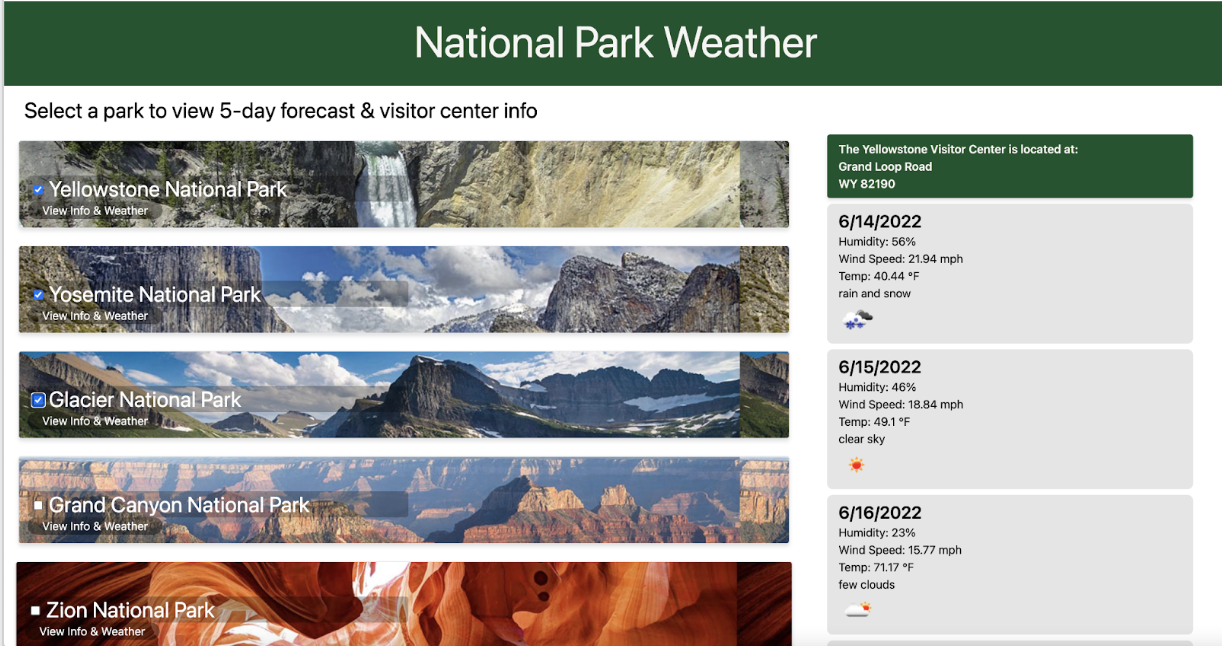 National Park Weather
Select a park to view 5-day forecast & visitor center info
Yellowstone National Park
View Info & Weather
Yosemite National Park
View Info & Weather
Glacier National Park
View Info & Weather
Grand Canyon National Park
View Info & Weather
Zion National Park
View Info & Weather
The Yellowstone Visitor Center is located at:
Grand Loop Road
WY 82190
6/14/2022
Humidity: 56%
Wind Speed: 21.94 mph
Temp: 40.44 °F
rain and snow
6/15/2022
Humidity: 46%
Wind Speed: 18.84 mph
Temp: 49.1 °F
clear sky
6/16/2022
Humidity: 23%
Wind Speed: 15.77 mph
Temp: 71.17 °F
few clouds